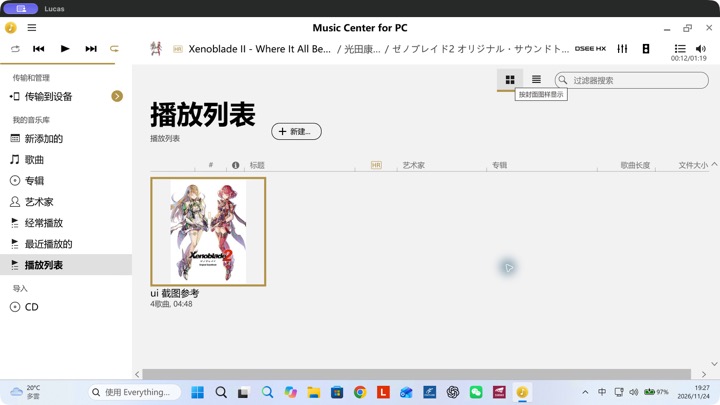 Lucas
Music Center for PC
HR Xenoblade II - Where It All Be... / 光田康... / ゼノブレイド2 オリジナル・サウンドト... DSEE HX
00:12/01:19
传输和管理
传输到设备
我的音乐库
新添加的
歌曲
专辑
艺术家
经常播放
最近播放的
播放列表
导入
CD
过滤器搜索
按封面图样显示
播放列表
播放列表
新建...
# 标题 HR 艺术家 专辑 歌曲长度 文件大小
Xenoblade2
ui 截图参考
4歌曲, 04:48
20°C
多云
使用 Everything...
中
97%
19:27
2026/11/24